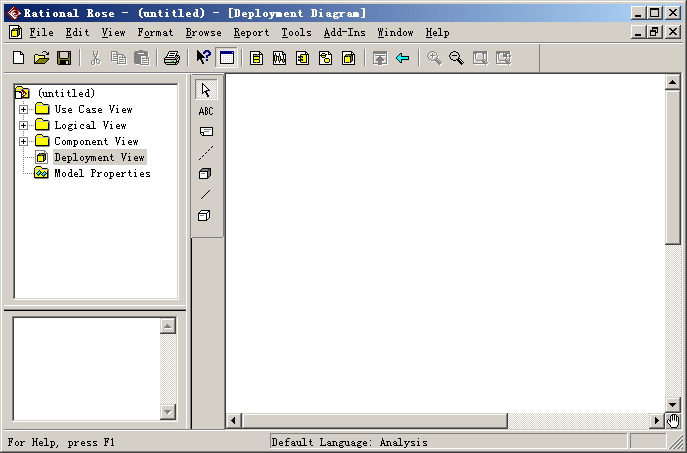 Rational Rose - (untitled) - [Deployment Diagram]
File Edit View Format Browse Report Tools Add-Ins Window Help
(untitled)
Use Case View
Logical View
Component View
Deployment View
Model Properties
ABC
For Help, press F1
Default Language: Analysis